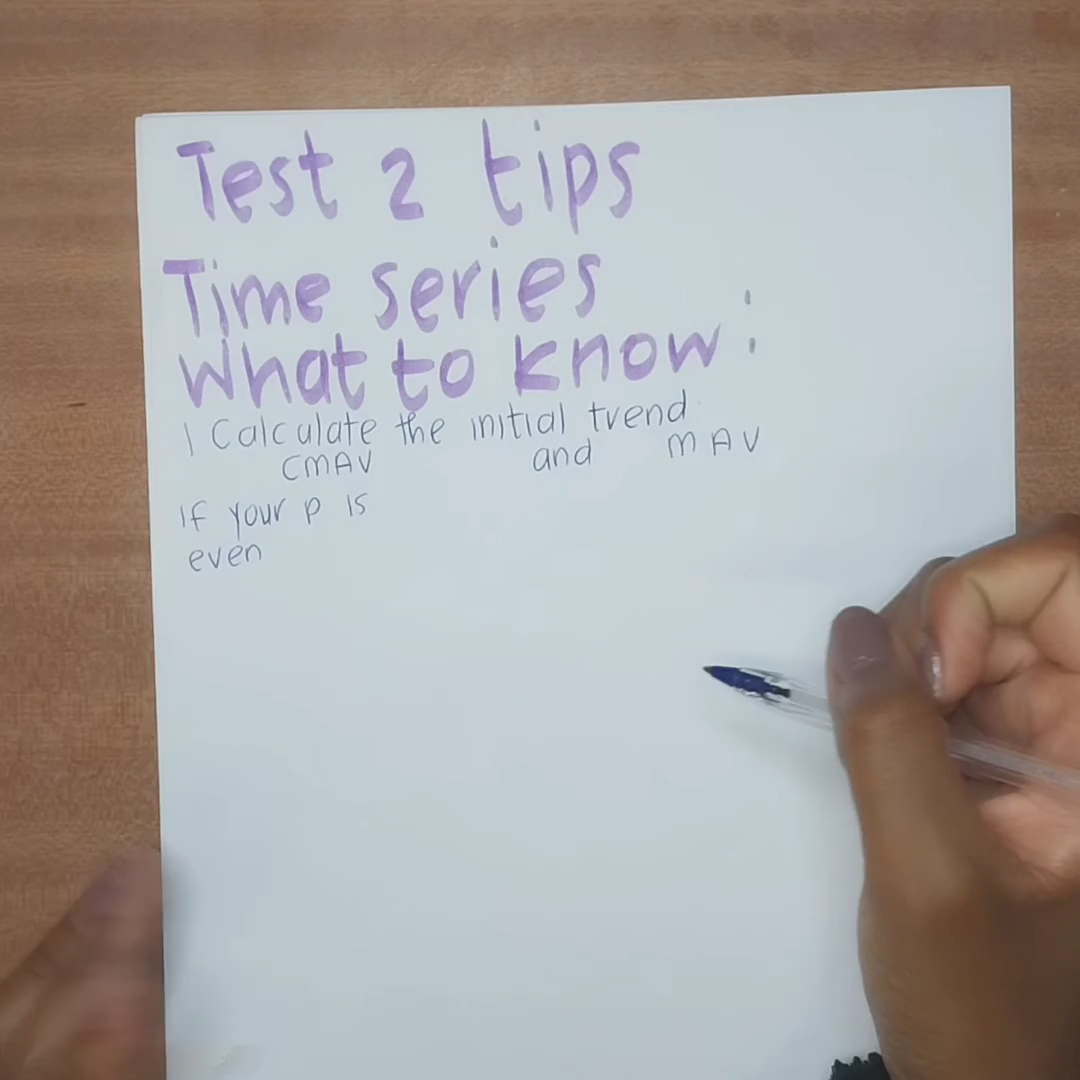 Test 2 tips
Time series
What to know :
1 Calculate the initial trend
CMAV and MAV
If your p is
even